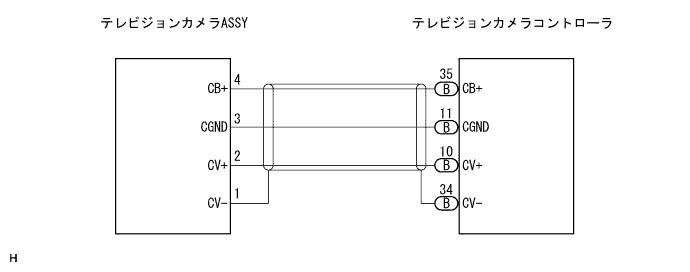 テレビジョンカメラASSY テレビジョンカメラコントローラ
CB+ 4 35 B CB+
CGND 3 11 B CGND
CV+ 2 10 B CV+
CV- 1 34 B CV-
H